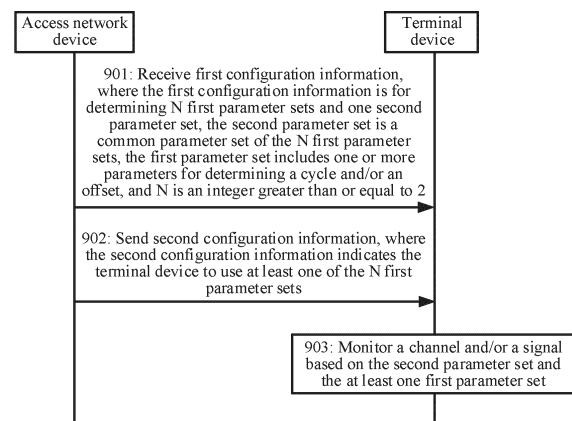 Access network
device
Terminal
device
901: Receive first configuration information,
where the first configuration information is for
determining N first parameter sets and one second
parameter set, the second parameter set is a
common parameter set of the N first parameter
sets, the first parameter set includes one or more
parameters for determining a cycle and/or an
offset, and N is an integer greater than or equal to 2
902: Send second configuration information, where
the second configuration information indicates the
terminal device to use at least one of the N first
parameter sets
903: Monitor a channel and/or a signal
based on the second parameter set and
the at least one first parameter set